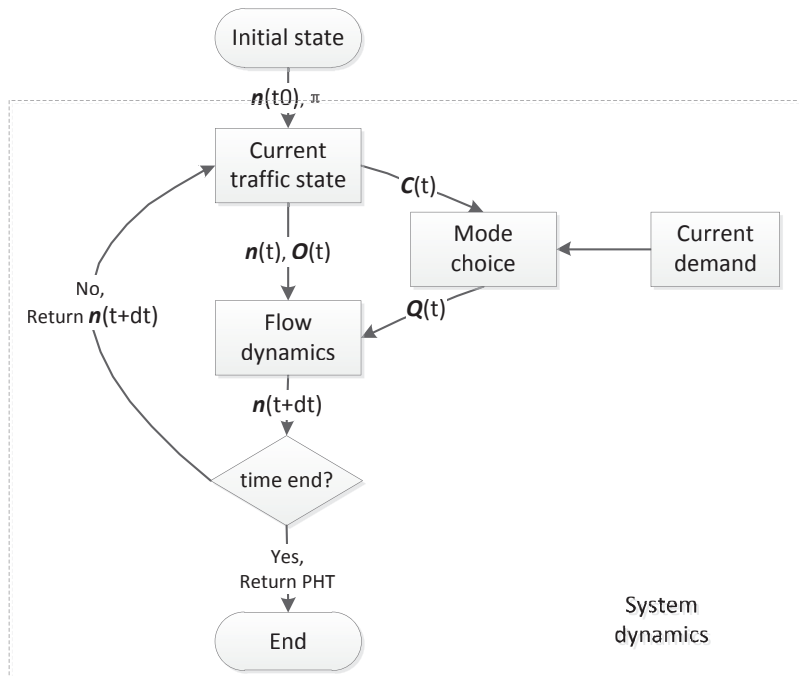 Initial state
n(t0), π
Current
traffic state
C(t)
Mode
choice
Current
demand
n(t), O(t)
No,
Return n(t+dt)
Q(t)
Flow
dynamics
n(t+dt)
time end?
Yes,
Return PHT
End
System
dynamics